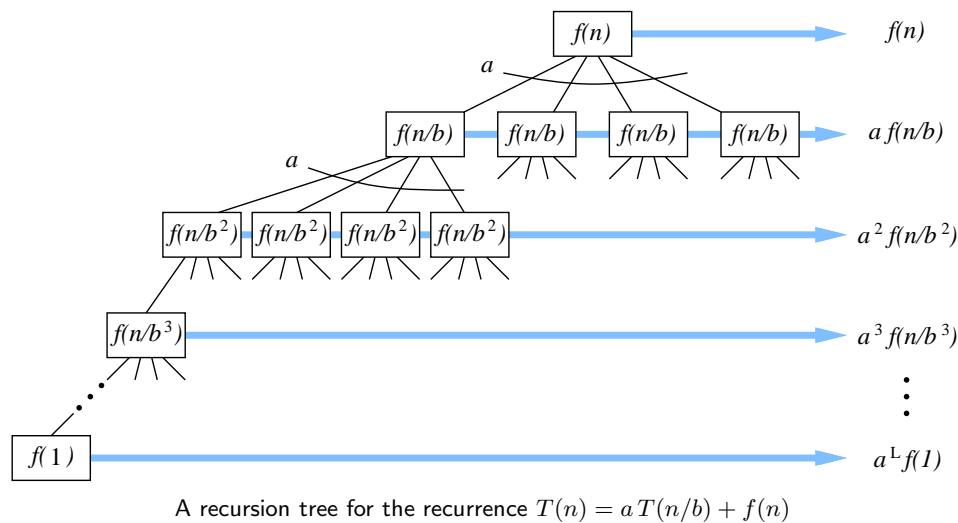 f(n) f(n)
a
f(n/b) f(n/b) f(n/b) f(n/b) a f(n/b)
a
f(n/b²) f(n/b²) f(n/b²) f(n/b²) a² f(n/b²)
f(n/b³) a³ f(n/b³)
f(1) aᴸ f(1)
A recursion tree for the recurrence T(n) = a T(n/b) + f(n)